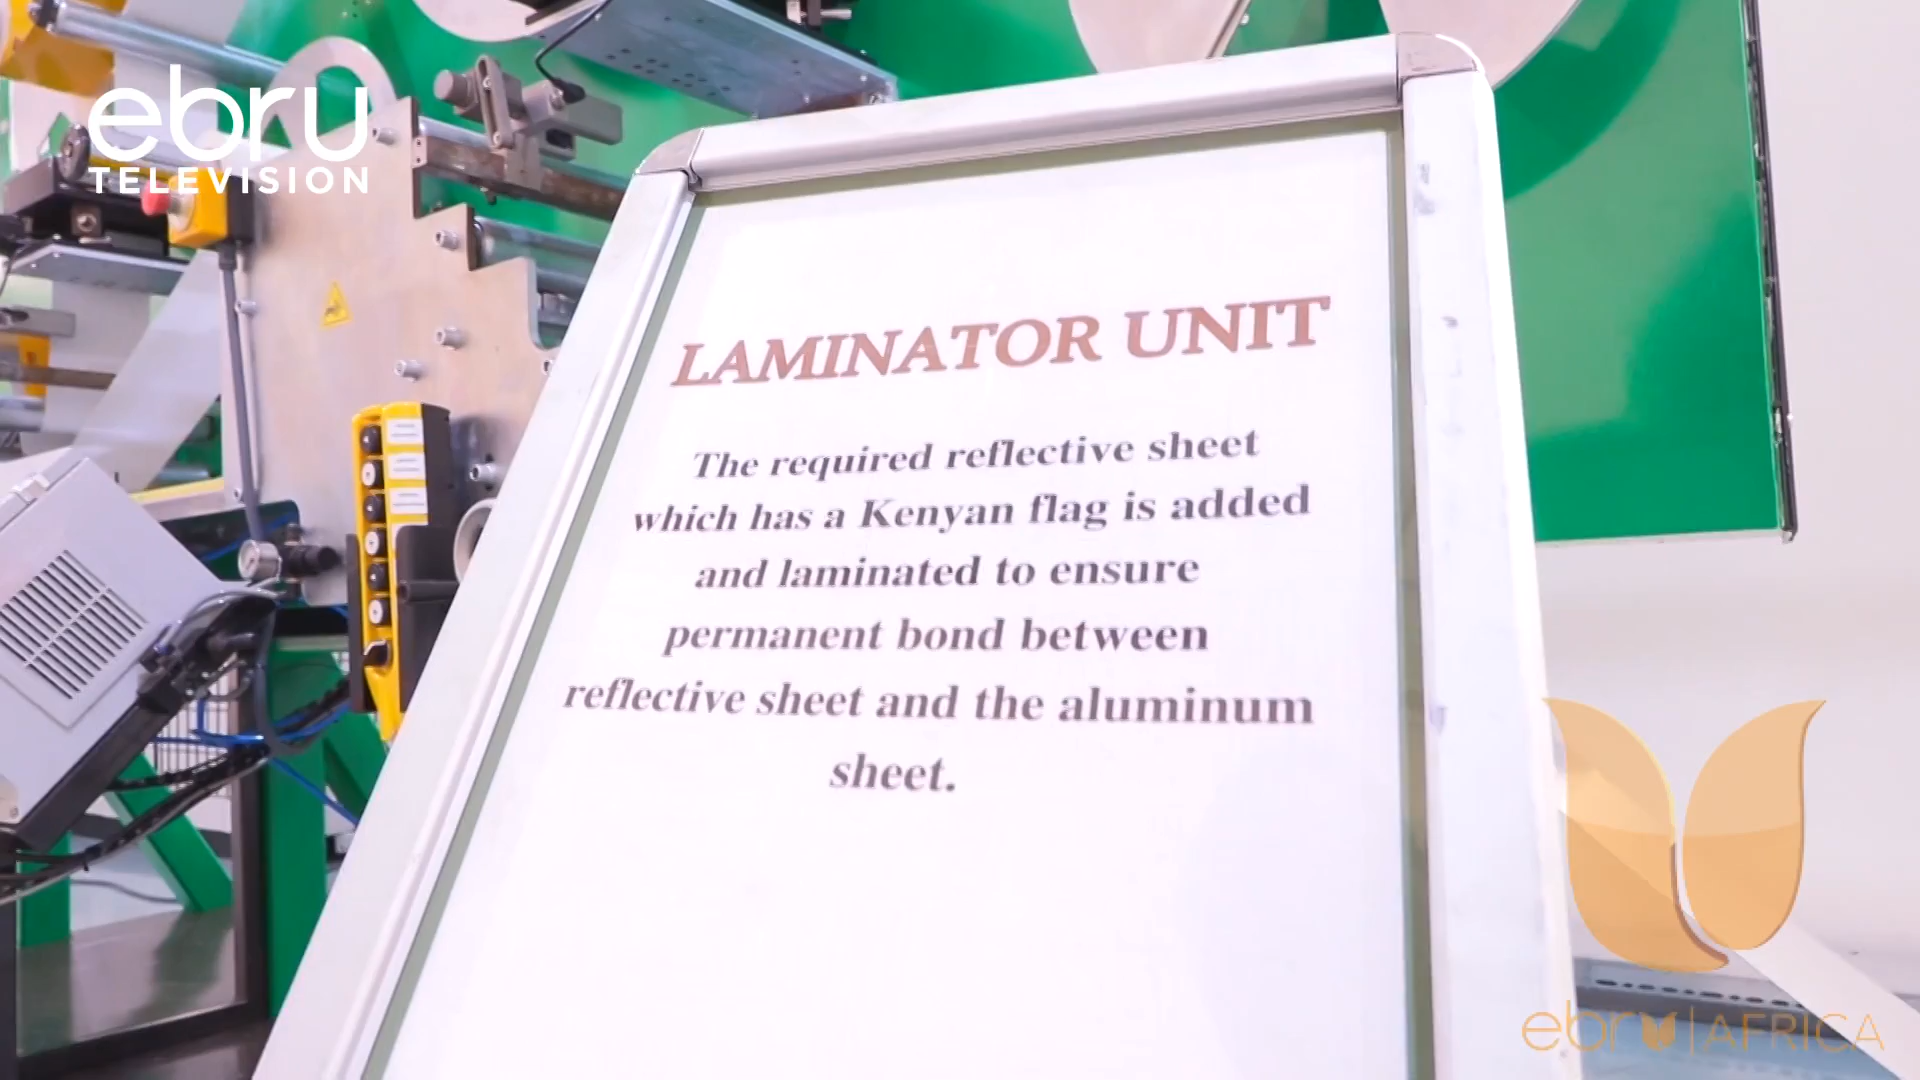 ebru
TELEVISION
LAMINATOR UNIT
The required reflective sheet
which has a Kenyan flag is added
and laminated to ensure
permanent bond between
reflective sheet and the aluminum
sheet.
ebru | AFRICA